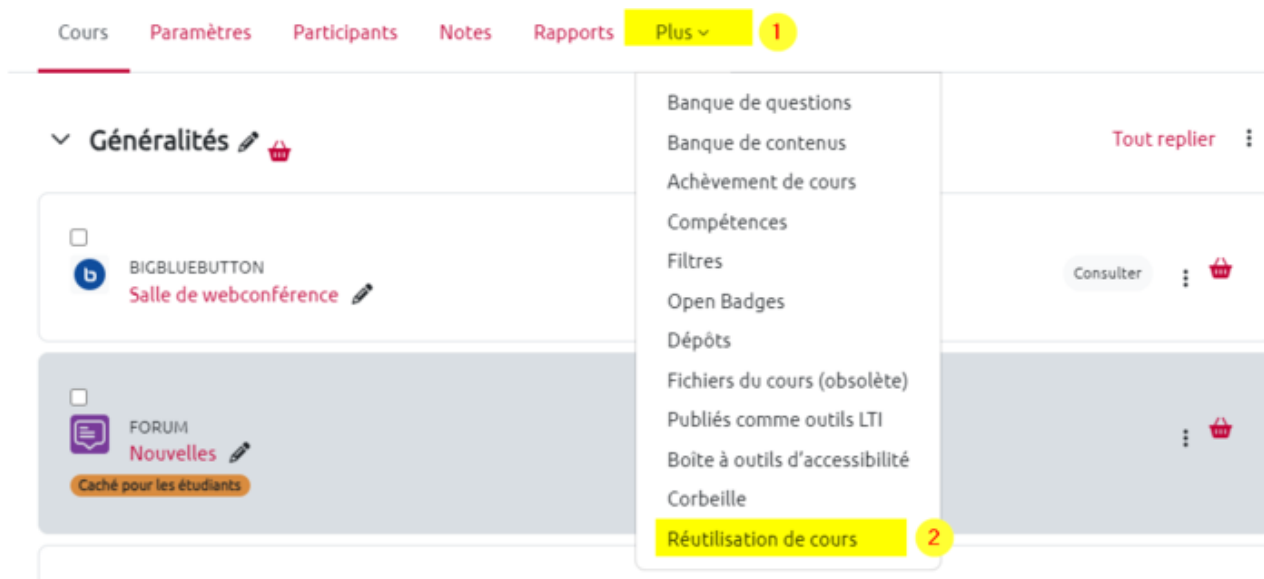 Cours Paramètres Participants Notes Rapports Plus 1
Banque de questions
Généralités
Banque de contenus
Tout replier
Achèvement de cours
Compétences
BIGBLUEBUTTON
Filtres
Consulter
Salle de webconférence
Open Badges
Dépôts
Fichiers du cours (obsolète)
FORUM
Publiés comme outils LTI
Nouvelles
Boîte à outils d'accessibilité
Caché pour les étudiants
Corbeille
Réutilisation de cours 2